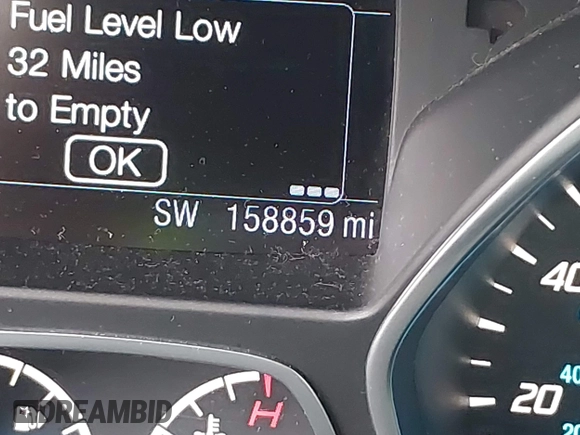 Fuel Level Low
32 Miles
to Empty
OK
SW 158859 mi
40
40
20
H
DREAMBID